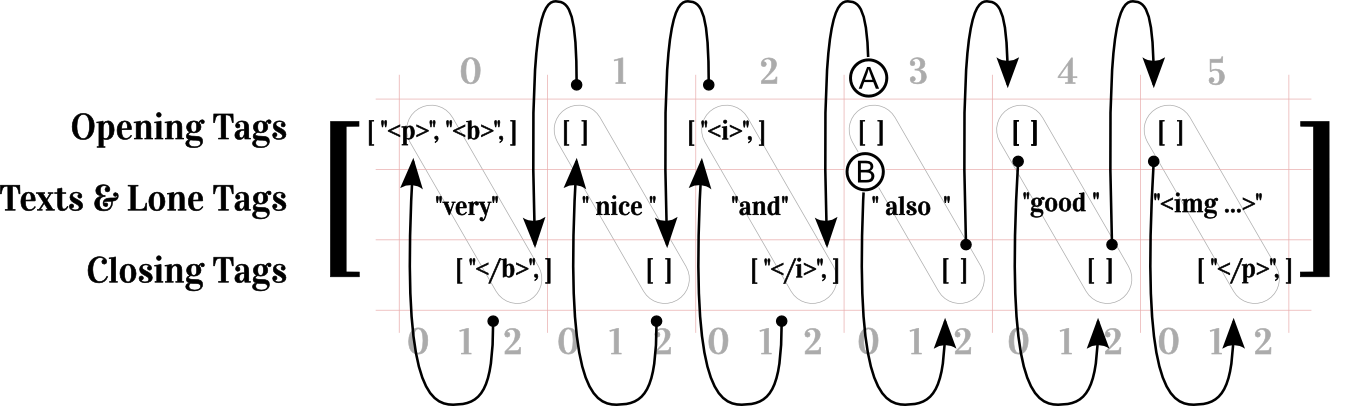 0 1 2 A 3 4 5
Opening Tags [ "<p>", "<b>", ] [ ] [ "<i>", ] [ ] [ ] [ ]
B
Texts & Lone Tags "very" " nice " "and" " also " "good " "<img ...>"
Closing Tags [ "</b>", ] [ ] [ "</i>", ] [ ] [ ] [ "</p>", ]
0 1 2 0 1 2 0 1 2 0 1 2 0 1 2 0 1 2